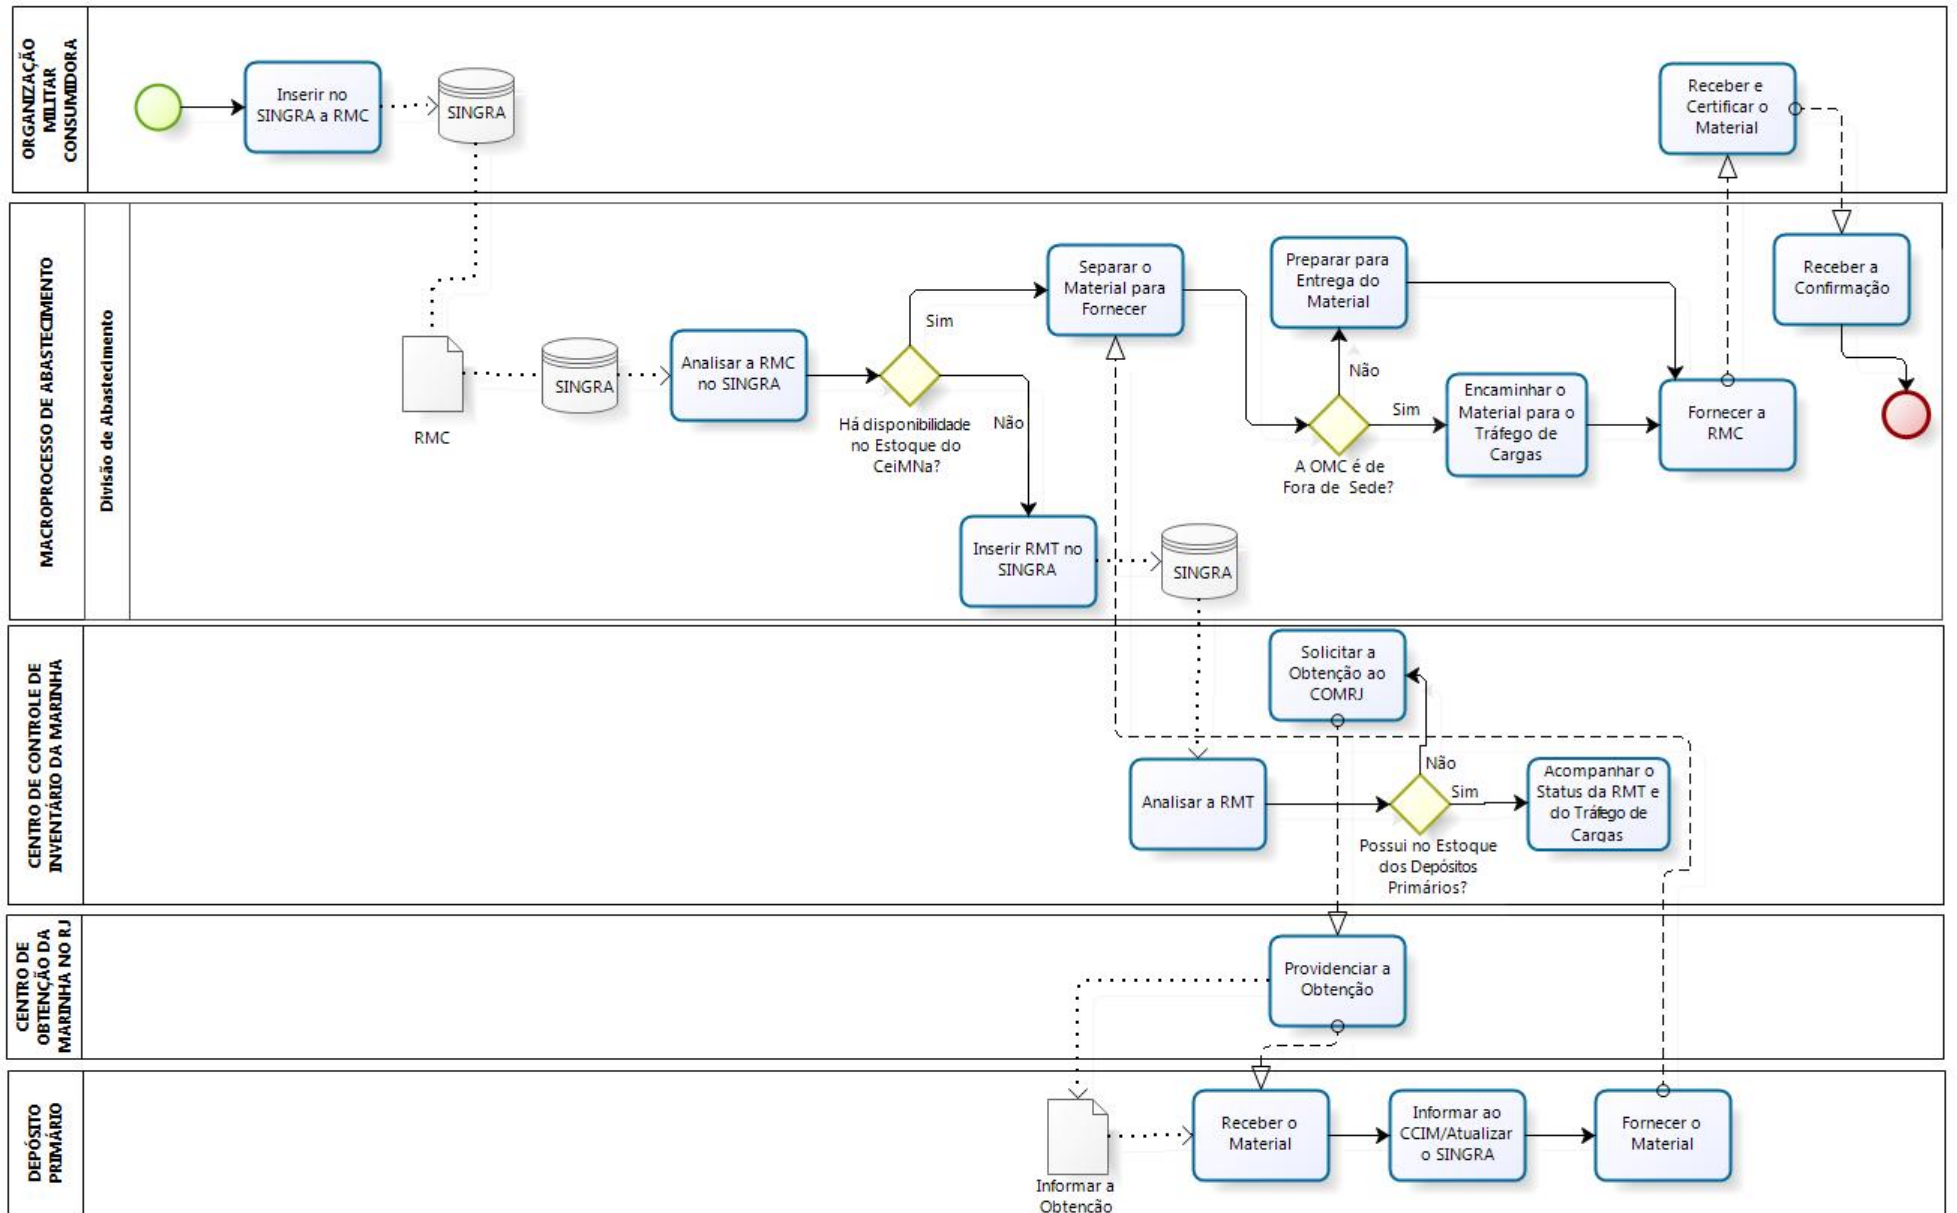 ORGANIZAÇÃO
MILITAR
CONSUMIDORA
Inserir no
SINGRA a RMC
SINGRA
Receber e
Certificar o
Material
MACROPROCESSO DE ABASTECIMENTO
Divisão de Abastecimento
RMC
SINGRA
Analisar a RMC
no SINGRA
Há disponibilidade
no Estoque do
CeiMNa?
Sim
Não
Separar o
Material para
Fornecer
Inserir RMT no
SINGRA
SINGRA
Preparar para
Entrega do
Material
Não
A OMC é de
Fora de Sede?
Sim
Encaminhar o
Material para o
Tráfego de
Cargas
Fornecer a
RMC
Receber a
Confirmação
CENTRO DE CONTROLE DE
INVENTÁRIO DA MARINHA
Solicitar a
Obtenção ao
COMRJ
Analisar a RMT
Não
Sim
Possui no Estoque
dos Depósitos
Primários?
Acompanhar o
Status da RMT e
do Tráfego de
Cargas
CENTRO DE
OBTENÇÃO DA
MARINHA NO RJ
Providenciar a
Obtenção
DEPÓSITO
PRIMÁRIO
Informar a
Obtenção
Receber o
Material
Informar ao
CCIM/Atualizar
o SINGRA
Fornecer o
Material